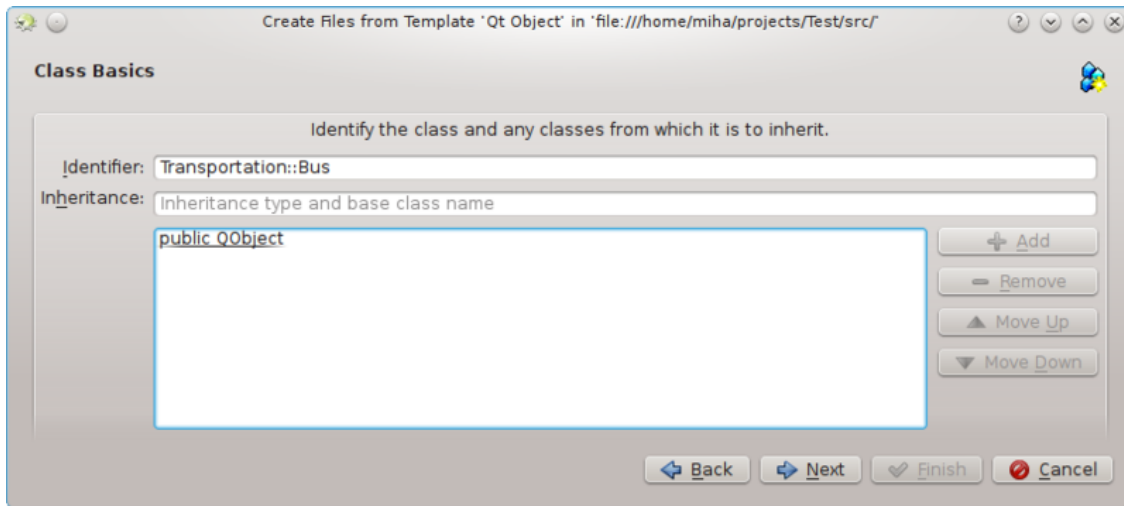 Create Files from Template 'Qt Object' in 'file:///home/miha/projects/Test/src/'
Class Basics
Identify the class and any classes from which it is to inherit.
Identifier: Transportation::Bus
Inheritance: Inheritance type and base class name
public QObject
Add
Remove
Move Up
Move Down
Back Next Finish Cancel